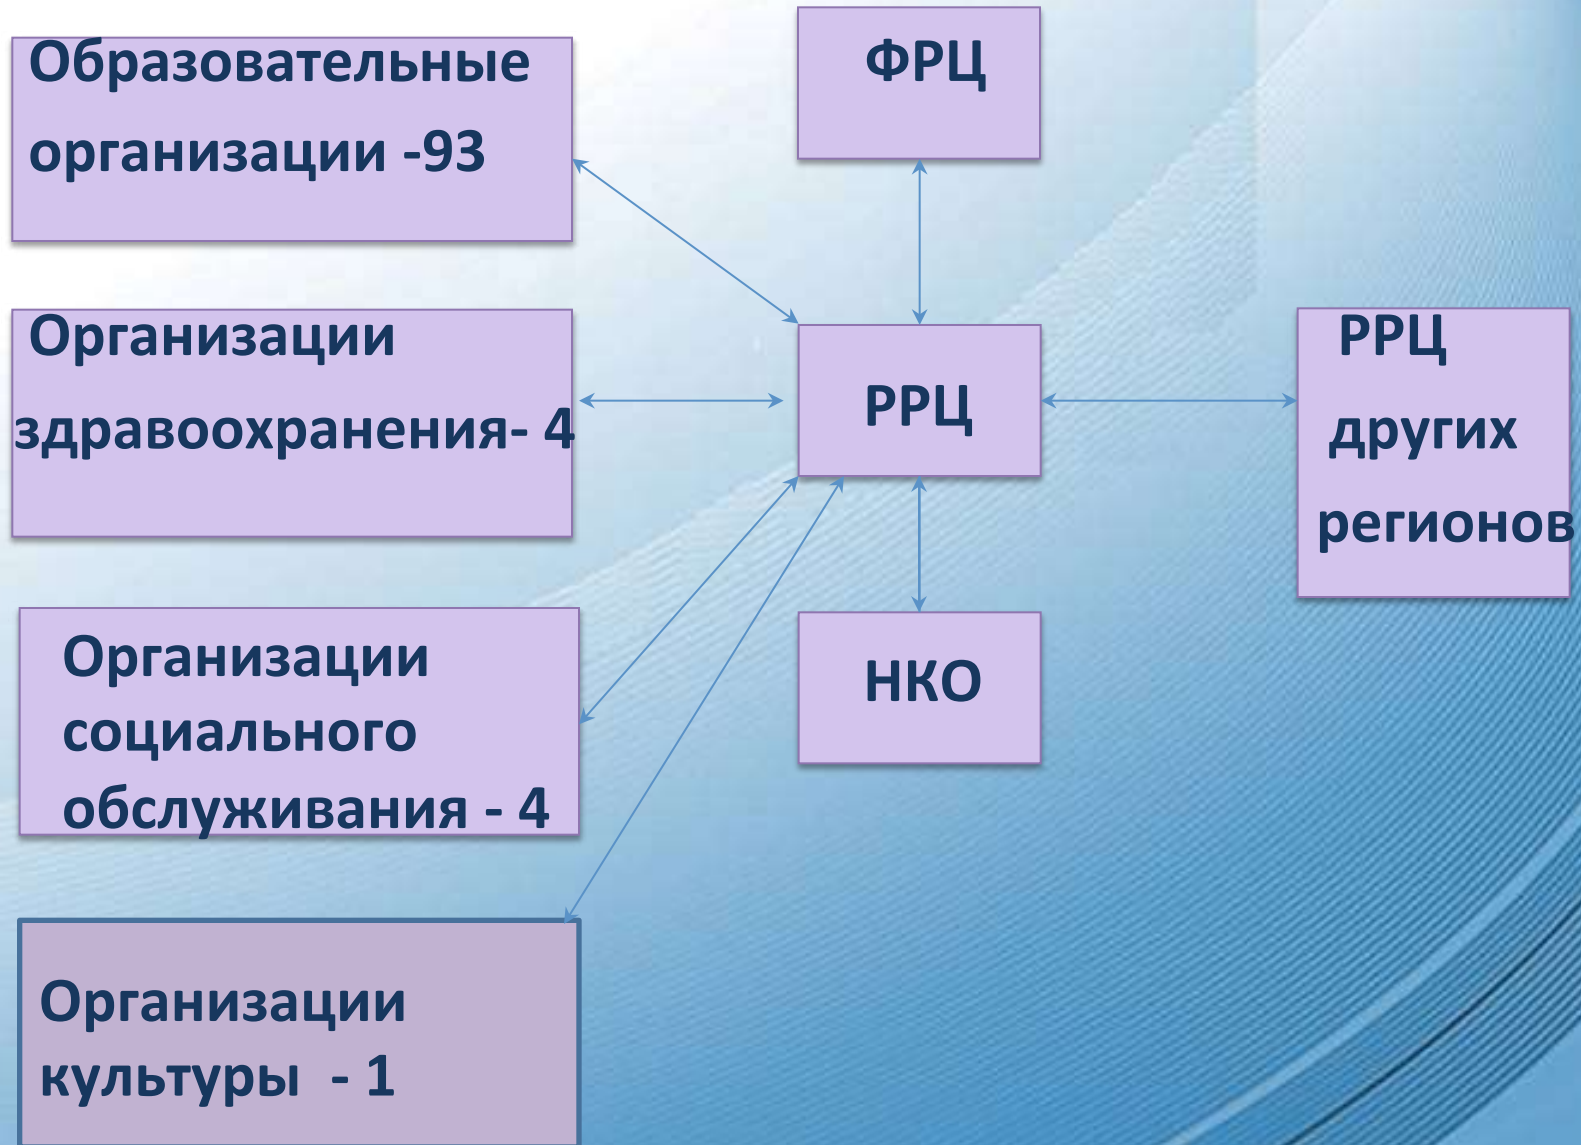 Образовательные
организации -93
ФРЦ
Организации
здравоохранения- 4
РРЦ
РРЦ
других
регионов
Организации
социального
обслуживания - 4
НКО
Организации
культуры - 1